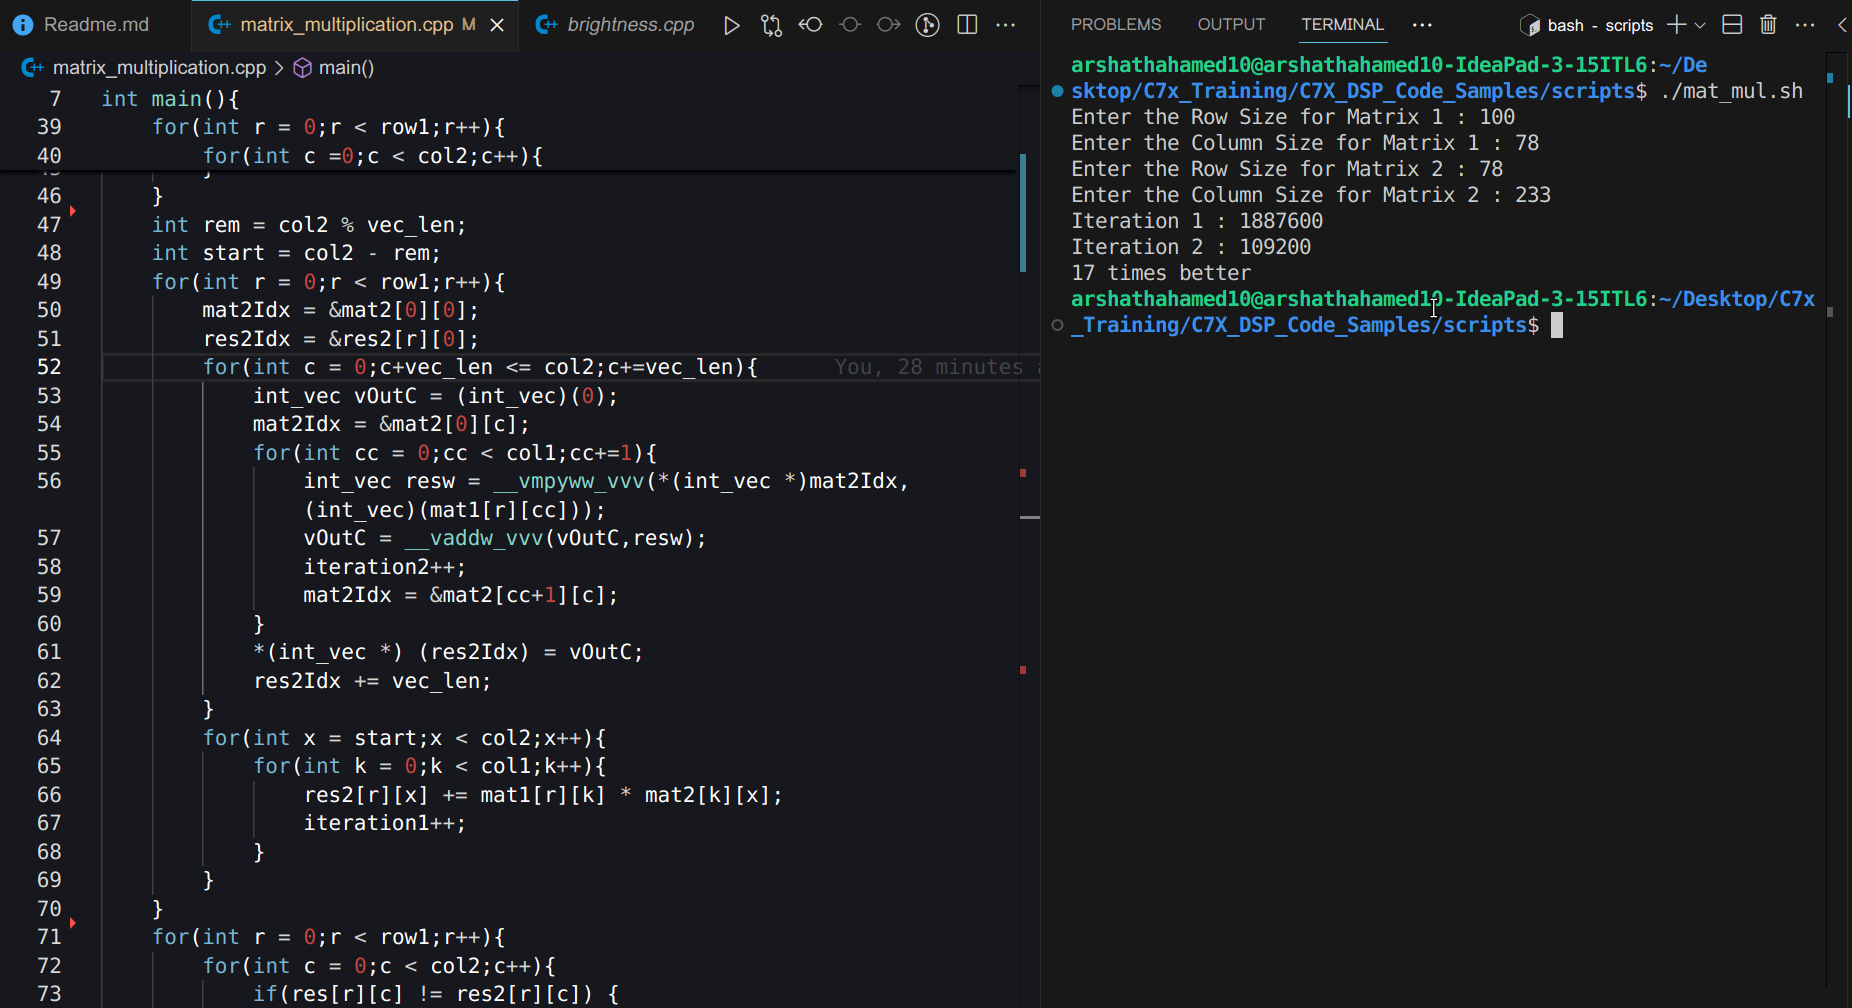 Readme.md
matrix_multiplication.cpp M
brightness.cpp
matrix_multiplication.cpp > main()
7 int main(){
39 for(int r = 0;r < row1;r++){
40 for(int c =0;c < col2;c++){
46 }
47 int rem = col2 % vec_len;
48 int start = col2 - rem;
49 for(int r = 0;r < row1;r++){
50 mat2Idx = &mat2[0][0];
51 res2Idx = &res2[r][0];
52 for(int c = 0;c+vec_len <= col2;c+=vec_len){ You, 28 minutes
53 int_vec vOutC = (int_vec)(0);
54 mat2Idx = &mat2[0][c];
55 for(int cc = 0;cc < col1;cc+=1){
56 int_vec resw = __vmpyww_vvv(*(int_vec *)mat2Idx,
(int_vec)(mat1[r][cc]));
57 vOutC = __vaddw_vvv(vOutC,resw);
58 iteration2++;
59 mat2Idx = &mat2[cc+1][c];
60 }
61 *(int_vec *) (res2Idx) = vOutC;
62 res2Idx += vec_len;
63 }
64 for(int x = start;x < col2;x++){
65 for(int k = 0;k < col1;k++){
66 res2[r][x] += mat1[r][k] * mat2[k][x];
67 iteration1++;
68 }
69 }
70 }
71 for(int r = 0;r < row1;r++){
72 for(int c = 0;c < col2;c++){
73 if(res[r][c] != res2[r][c]) {
PROBLEMS OUTPUT TERMINAL ··· bash - scripts
arshathahamed10@arshathahamed10-IdeaPad-3-15ITL6:~/De
sktop/C7x_Training/C7X_DSP_Code_Samples/scripts$ ./mat_mul.sh
Enter the Row Size for Matrix 1 : 100
Enter the Column Size for Matrix 1 : 78
Enter the Row Size for Matrix 2 : 78
Enter the Column Size for Matrix 2 : 233
Iteration 1 : 1887600
Iteration 2 : 109200
17 times better
arshathahamed10@arshathahamed10-IdeaPad-3-15ITL6:~/Desktop/C7x
_Training/C7X_DSP_Code_Samples/scripts$